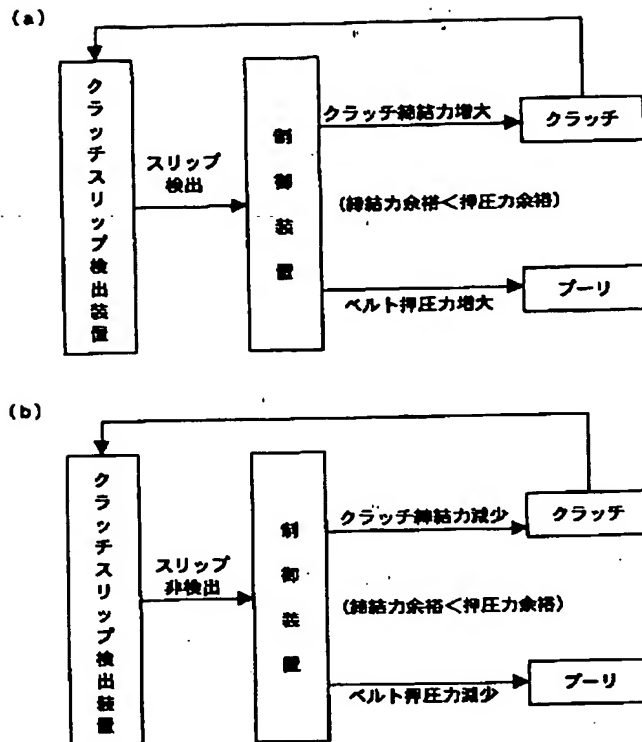 (a)
クラッチスリップ検出装置
スリップ
検出
制御装置
クラッチ締結力増大
クラッチ
(締結力余裕<押圧力余裕)
ベルト押圧力増大
プーリ
(b)
クラッチスリップ検出装置
スリップ
非検出
制御装置
クラッチ締結力減少
クラッチ
(締結力余裕<押圧力余裕)
ベルト押圧力減少
プーリ